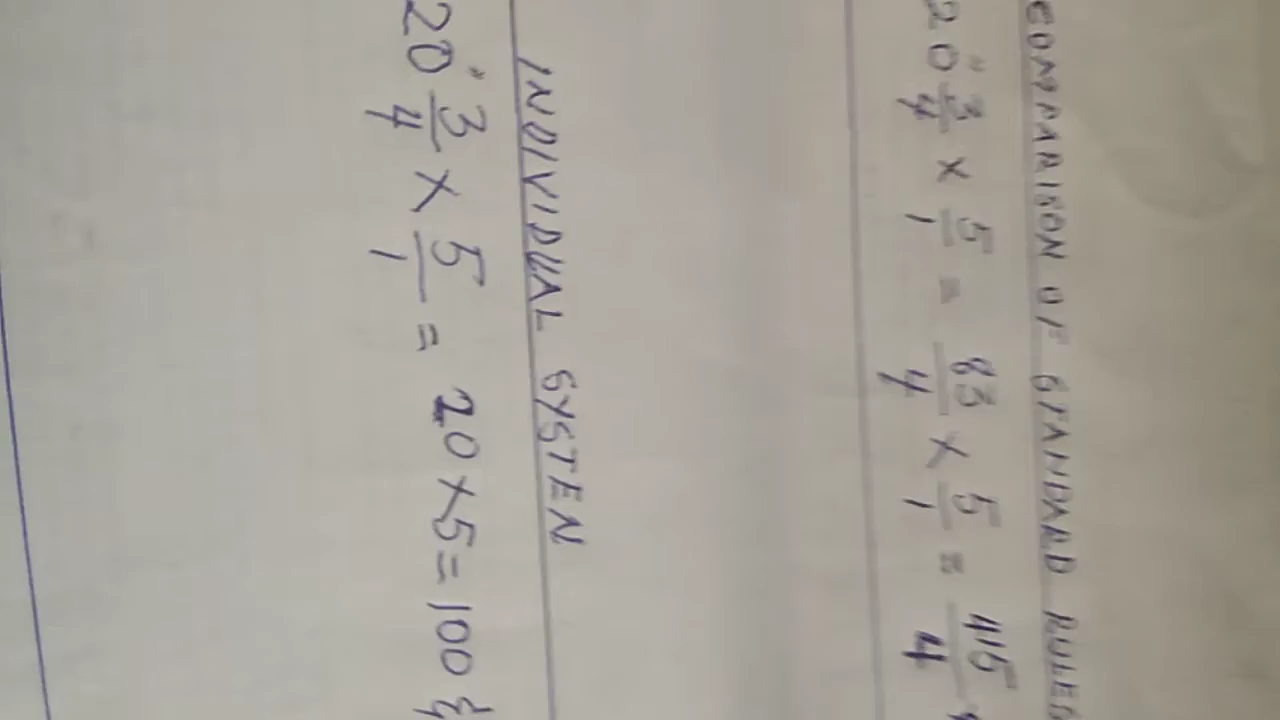 COMPARISON OF STANDARD RULES
20 3/4 × 5/1 = 83/4 × 5/1 = 415/4
INDIVIDUAL SYSTEN
20 3/4 × 5/1 = 20 × 5 = 100